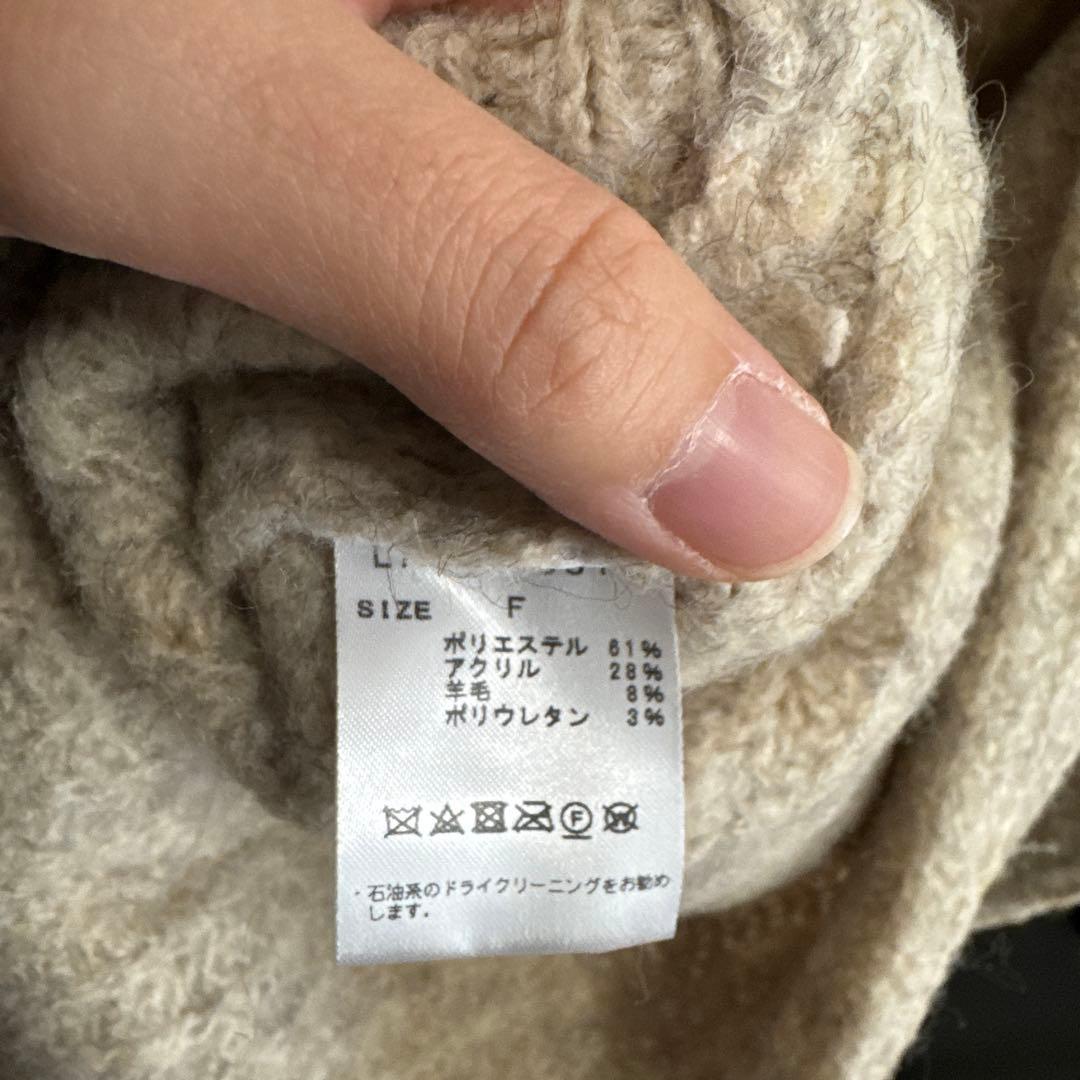 SIZE F
ポリエステル 61%
アクリル 28%
羊毛 8%
ポリウレタン 3%
F W
・石油系のドライクリーニングをお勧め
します。